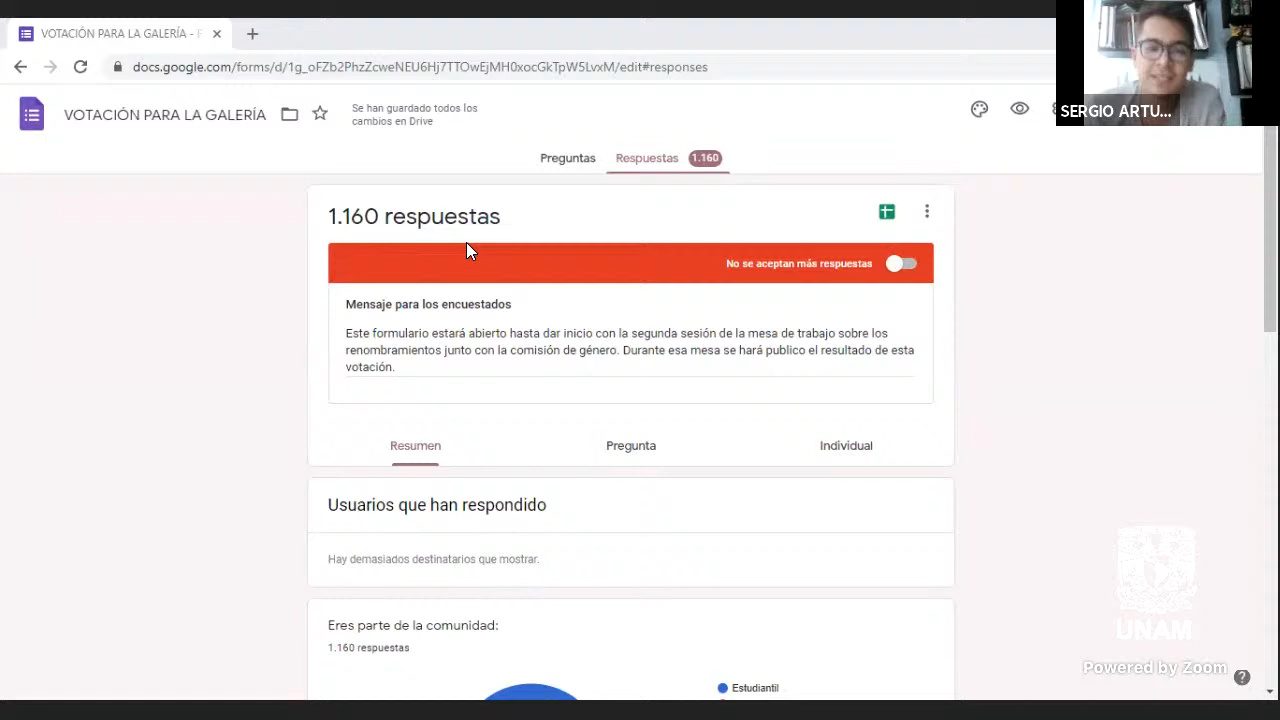 VOTACIÓN PARA LA GALERÍA - F
docs.google.com/forms/d/1g_oFZb2PhzZcweNEU6Hj7TTOwEjMH0xocGkTpW5LvxM/edit#responses
SERGIO ARTU...
VOTACIÓN PARA LA GALERÍA
Se han guardado todos los
cambios en Drive
Preguntas
Respuestas
1.160
1.160 respuestas
No se aceptan más respuestas
Mensaje para los encuestados
Este formulario estará abierto hasta dar inicio con la segunda sesión de la mesa de trabajo sobre los
renombramientos junto con la comisión de género. Durante esa mesa se hará publico el resultado de esta
votación.
Resumen
Pregunta
Individual
Usuarios que han respondido
Hay demasiados destinatarios que mostrar.
Eres parte de la comunidad:
1.160 respuestas
Estudiantil
UNAM
Powered by Zoom